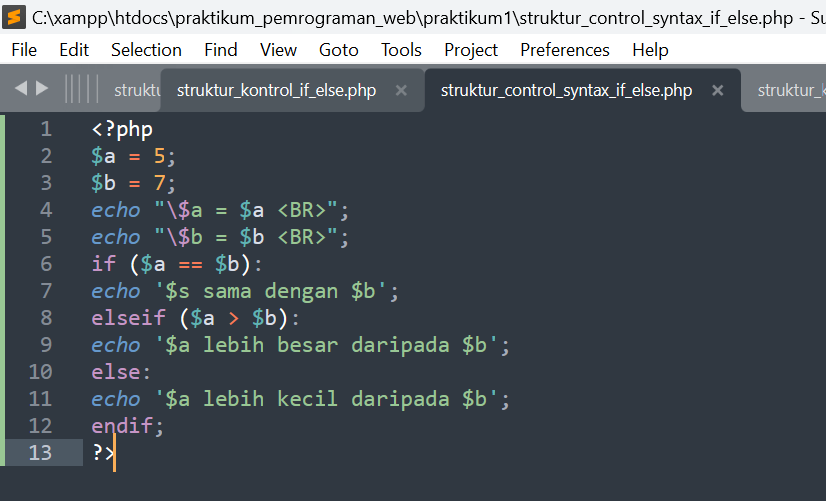 C:\xampp\htdocs\praktikum_pemrograman_web\praktikum1\struktur_control_syntax_if_else.php - Su
File Edit Selection Find View Goto Tools Project Preferences Help
struktu struktur_kontrol_if_else.php × struktur_control_syntax_if_else.php × struktur_k
1 <?php
2 $a = 5;
3 $b = 7;
4 echo "\$a = $a <BR>";
5 echo "\$b = $b <BR>";
6 if ($a == $b):
7 echo '$s sama dengan $b';
8 elseif ($a > $b):
9 echo '$a lebih besar daripada $b';
10 else:
11 echo '$a lebih kecil daripada $b';
12 endif;
13 ?>